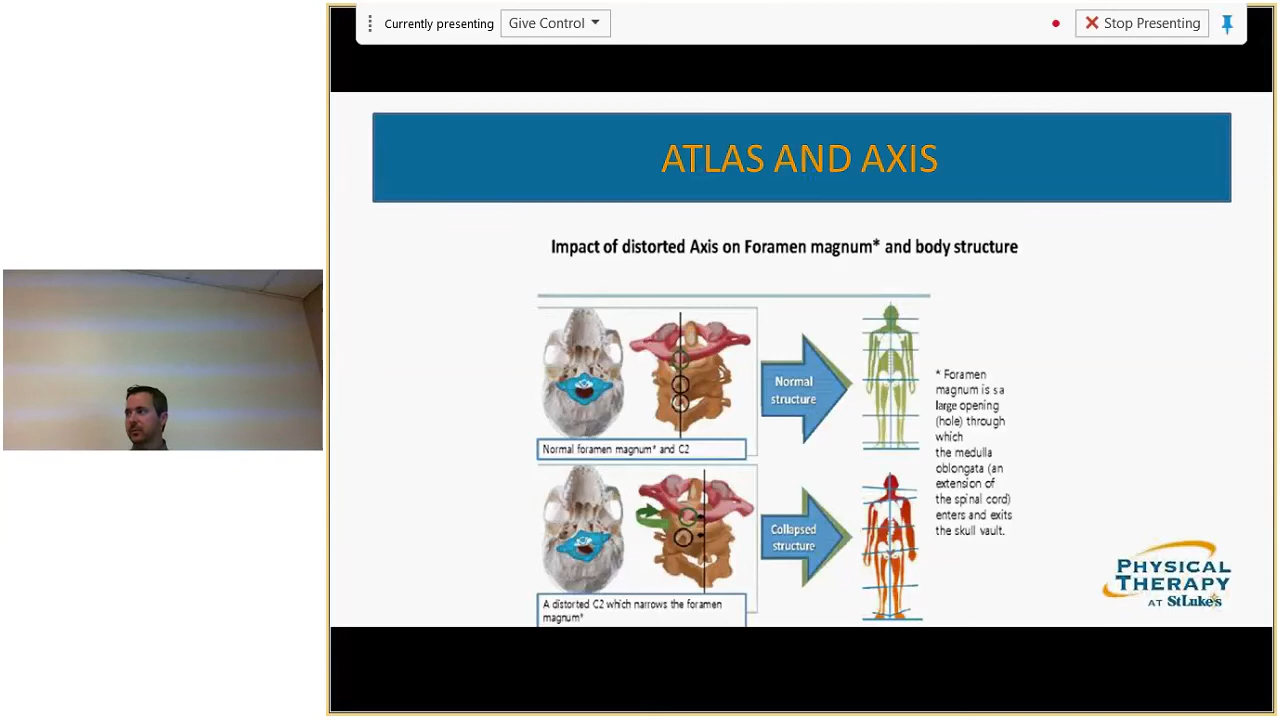 Currently presenting
Give Control
Stop Presenting
ATLAS AND AXIS
Impact of distorted Axis on Foramen magnum* and body structure
Normal foramen magnum* and C2
Normal
structure
A distorted C2 which narrows the foramen
magnum*
Collapsed
structure
* Foramen
magnum is s a
large opening
(hole) through
which
the medulla
oblongata (an
extension of
the spinal cord)
enters and exits
the skull vault.
PHYSICAL
THERAPY
AT StLuke's